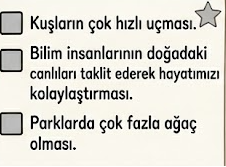 Kuşların çok hızlı uçması.
Bilim insanlarının doğadaki
canlıları taklit ederek hayatımızı
kolaylaştırması.
Parklarda çok fazla ağaç
olması.